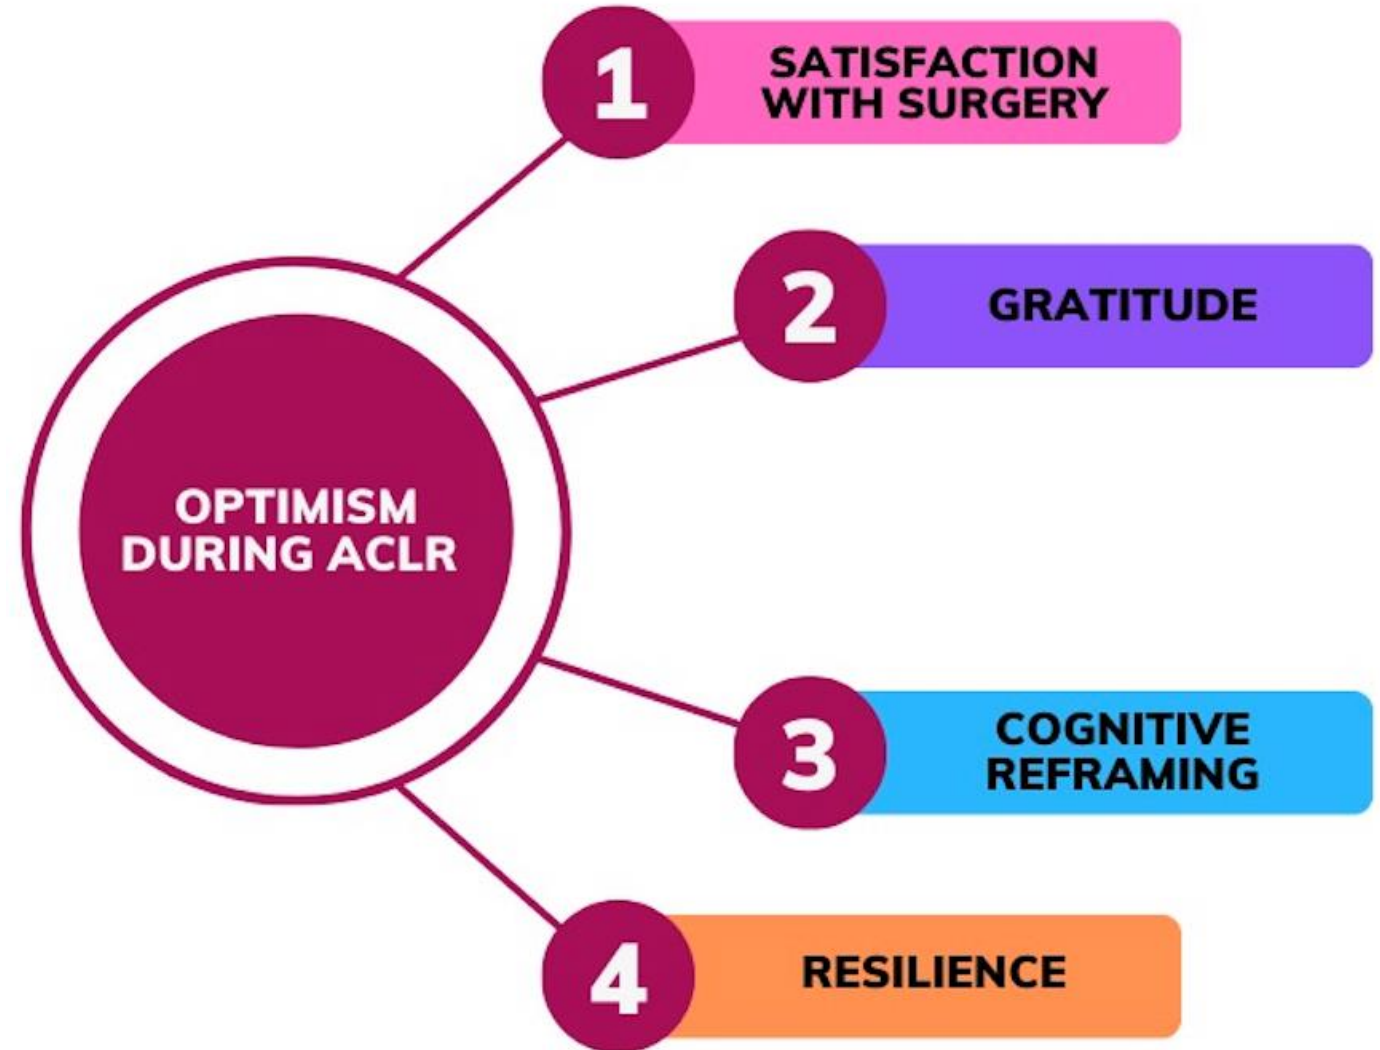 1
SATISFACTION
WITH SURGERY
2
GRATITUDE
OPTIMISM
DURING ACLR
3
COGNITIVE
REFRAMING
4
RESILIENCE